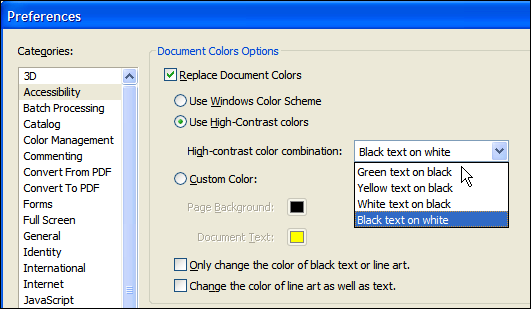 Preferences
Categories:
3D
Accessibility
Batch Processing
Catalog
Color Management
Commenting
Convert From PDF
Convert To PDF
Forms
Full Screen
General
Identity
International
Internet
JavaScript
Document Colors Options
Replace Document Colors
Use Windows Color Scheme
Use High-Contrast colors
High-contrast color combination: Black text on white
Green text on black
Yellow text on black
White text on black
Black text on white
Custom Color:
Page Background:
Document Text:
Only change the color of black text or line art.
Change the color of line art as well as text.